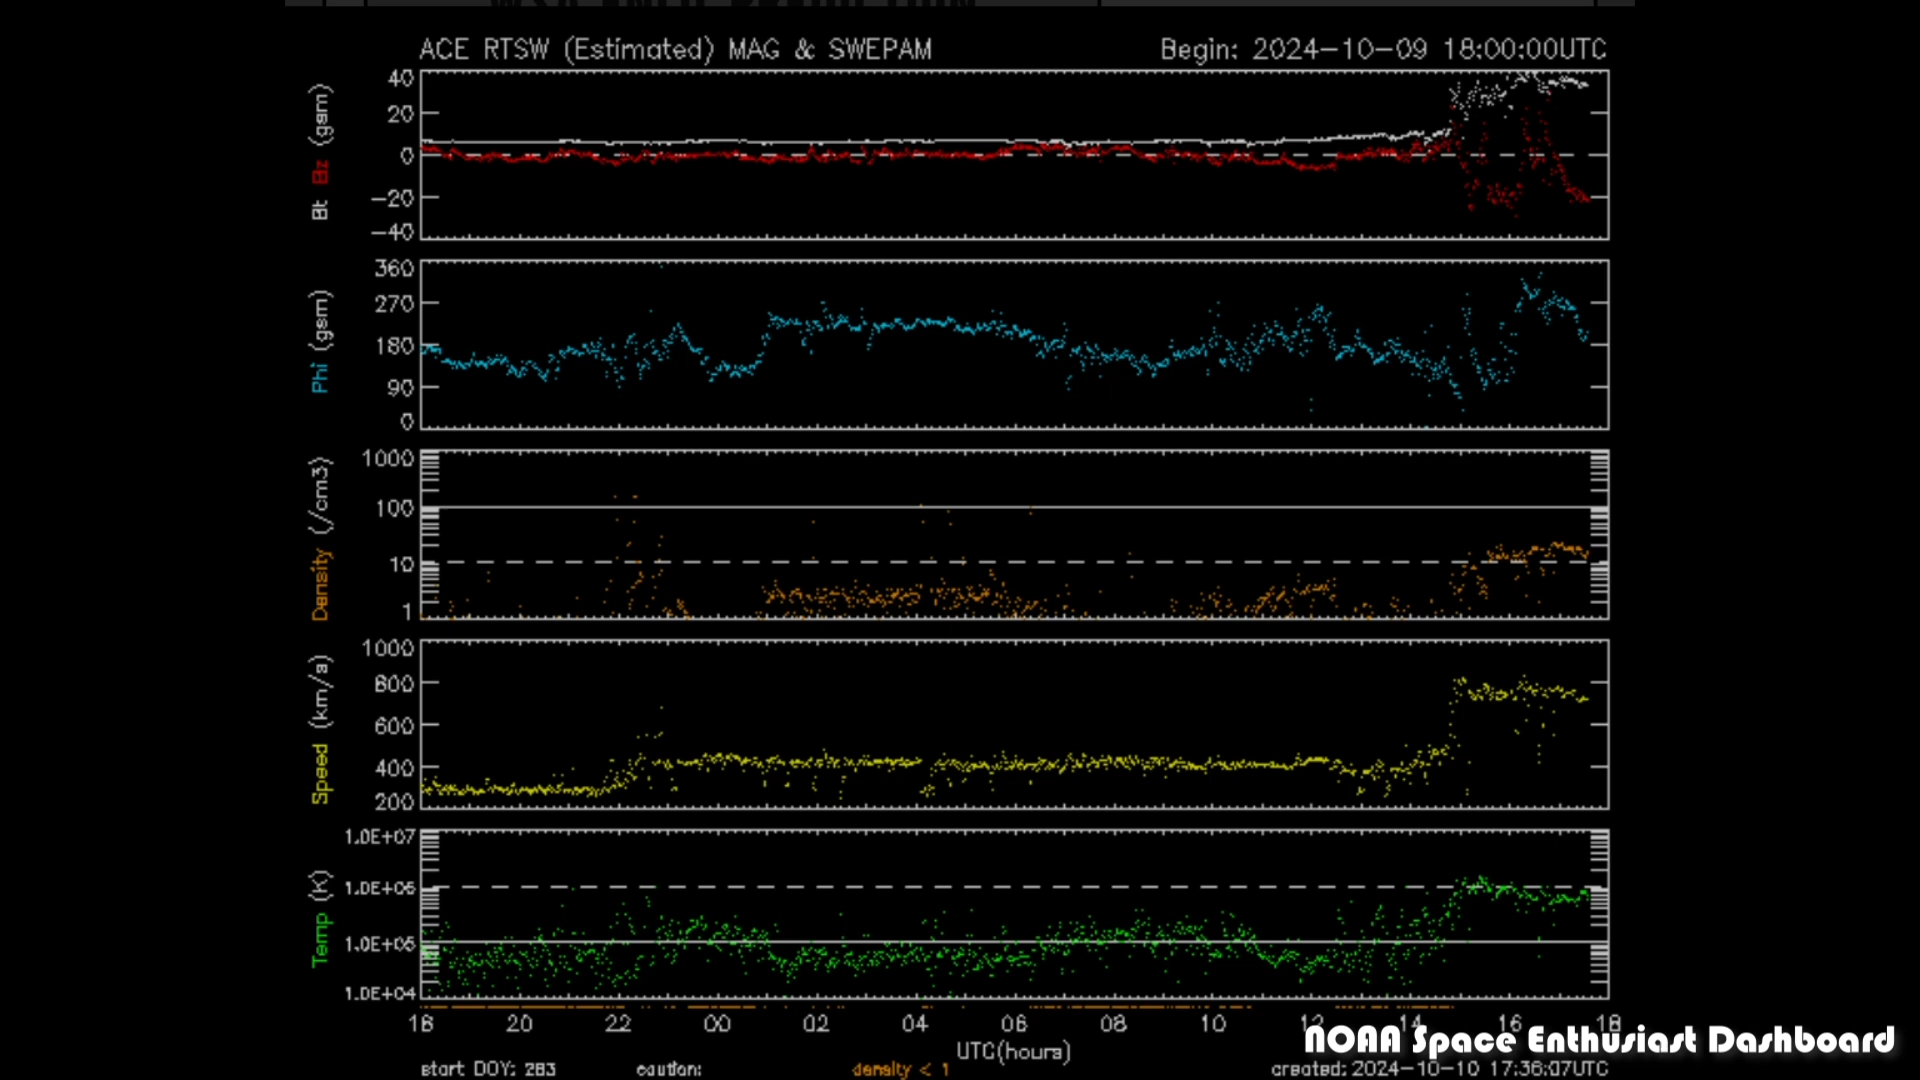 ACE RTSW (Estimated) MAG & SWEPAM
Begin: 2024-10-09 18:00:00UTC
Bt Bz (gsm)
40
20
0
-20
-40
Phi (gsm)
360
270
180
90
0
Density (/cm3)
1000
100
10
1
Speed (km/s)
1000
800
600
400
200
Temp (K)
1.0E+07
1.0E+06
1.0E+05
1.0E+04
18 20 22 00 02 04 06 08 10 12 14 16 18
UTC(hours)
NOAA Space Enthusiast Dashboard
start DOY: 283
caution:
density < 1
created: 2024-10-10 17:36:07UTC